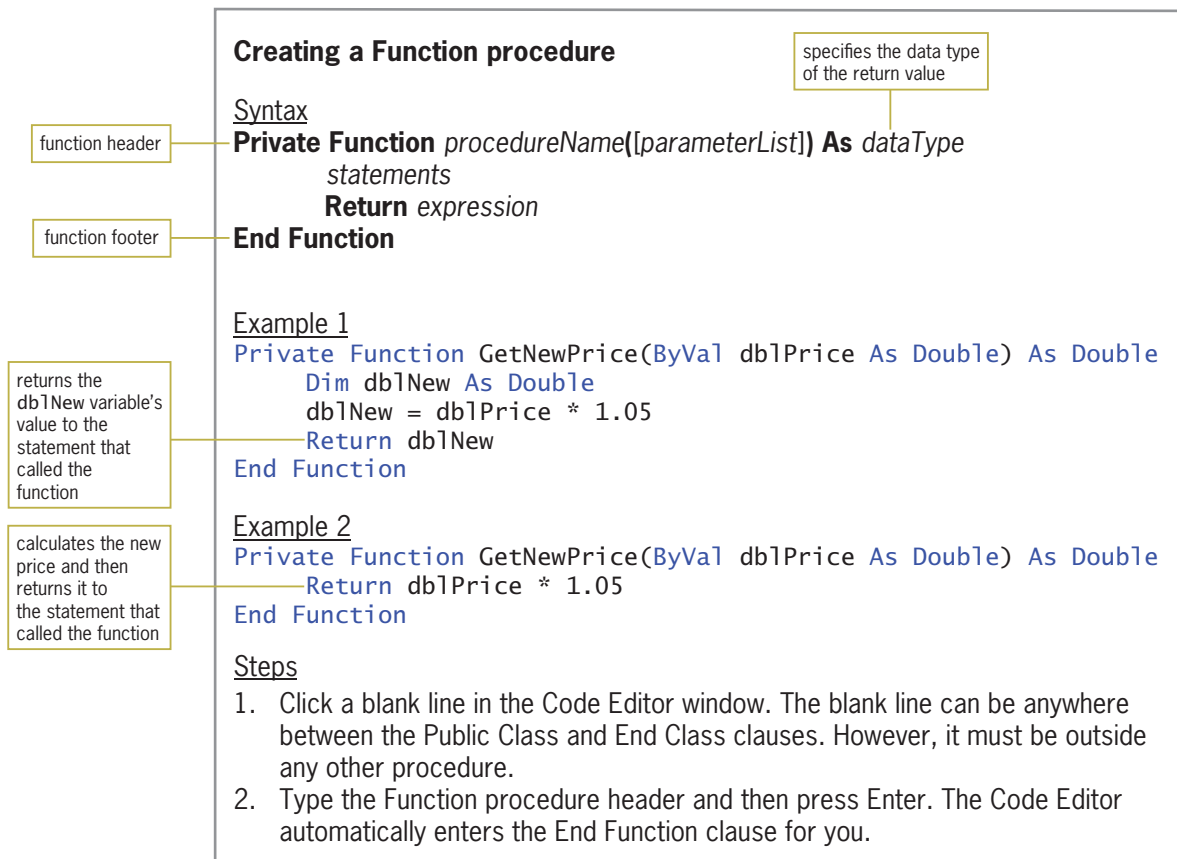 Creating a Function procedure
specifies the data type
of the return value
Syntax
function header
Private Function procedureName([parameterList]) As dataType
statements
Return expression
function footer
End Function
Example 1
Private Function GetNewPrice(ByVal dblPrice As Double) As Double
Dim dblNew As Double
dblNew = dblPrice * 1.05
Return dblNew
End Function
returns the
dblNew variable's
value to the
statement that
called the
function
Example 2
Private Function GetNewPrice(ByVal dblPrice As Double) As Double
Return dblPrice * 1.05
End Function
calculates the new
price and then
returns it to
the statement that
called the function
Steps
1. Click a blank line in the Code Editor window. The blank line can be anywhere
between the Public Class and End Class clauses. However, it must be outside
any other procedure.
2. Type the Function procedure header and then press Enter. The Code Editor
automatically enters the End Function clause for you.